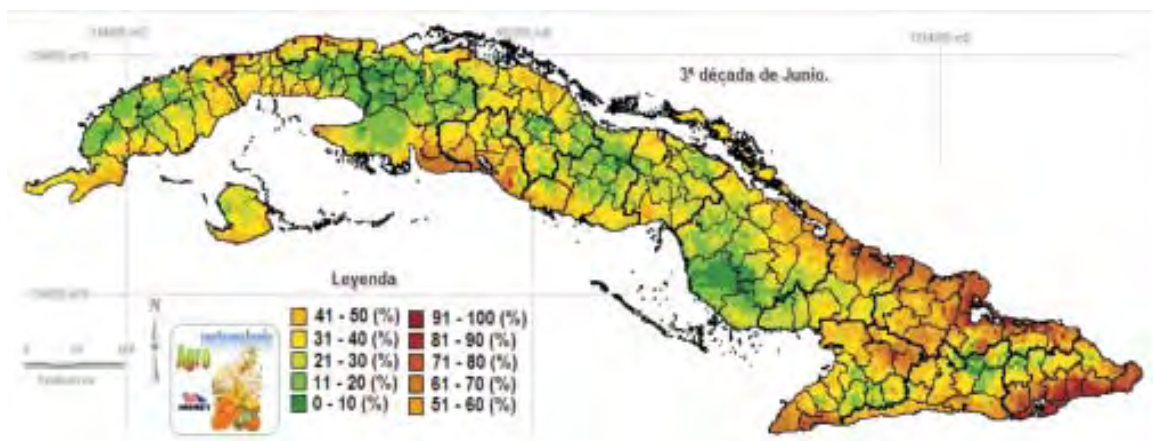 3ª década de Junio.
Leyenda
N
41 - 50 (%) 91 - 100 (%)
31 - 40 (%) 81 - 90 (%)
21 - 30 (%) 71 - 80 (%)
11 - 20 (%) 61 - 70 (%)
0 - 10 (%) 51 - 60 (%)
Agro